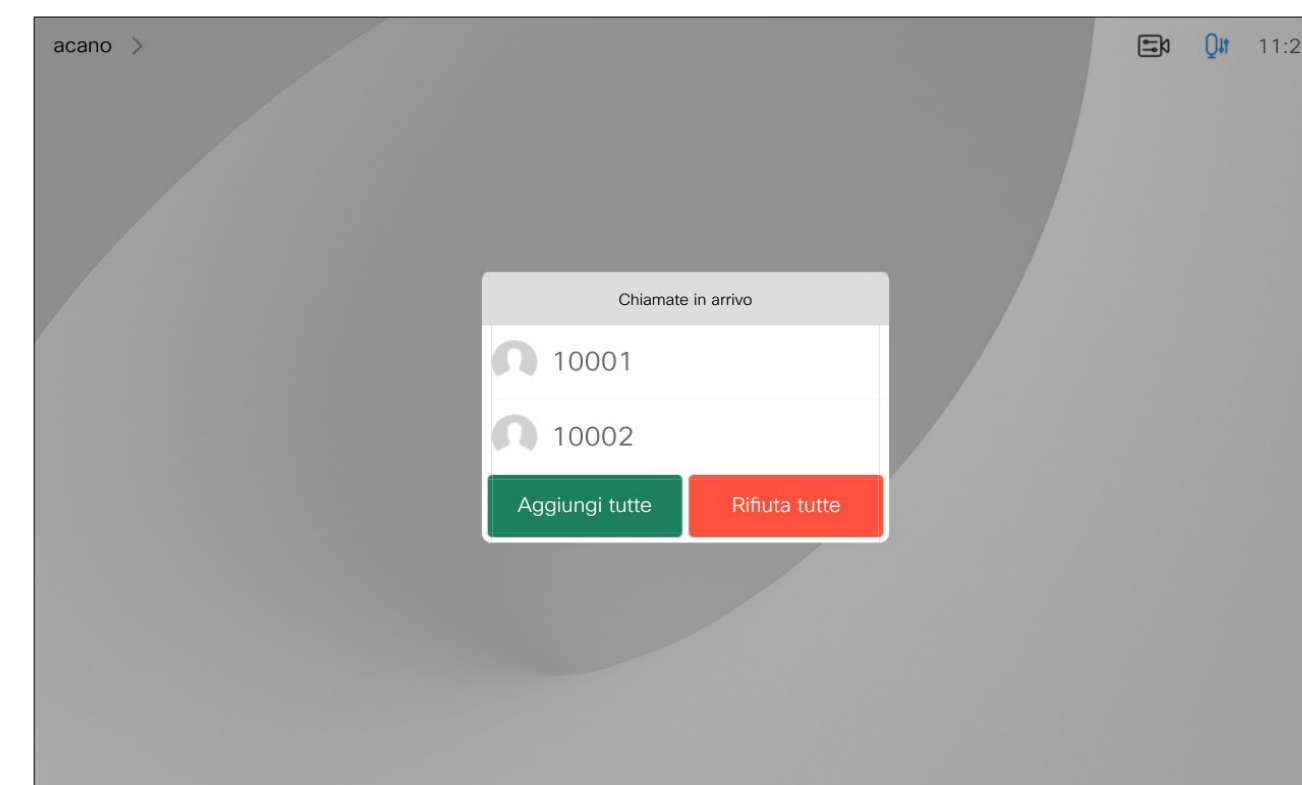 acano
11:2
Chiamate in arrivo
10001
10002
Aggiungi tutte
Rifiuta tutte